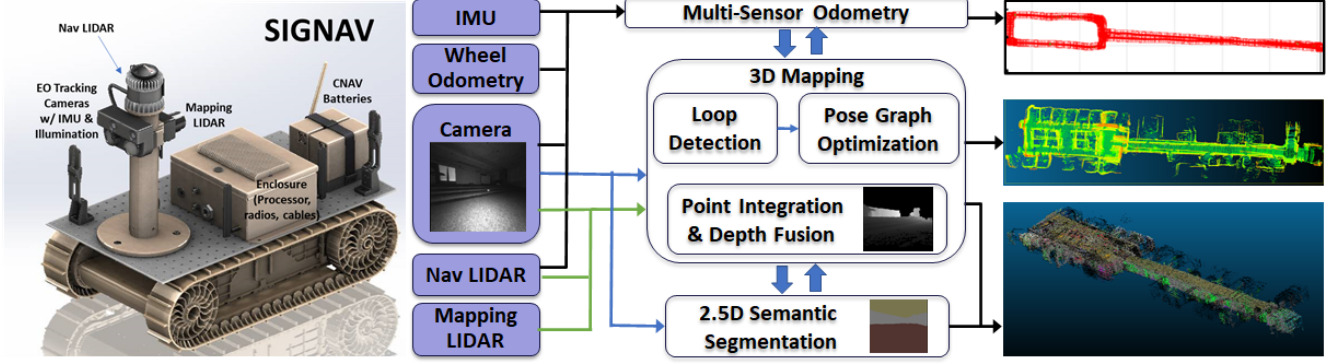 SIGNAV
Nav LIDAR
EO Tracking
Cameras
w/ IMU &
Illumination
Mapping
LIDAR
CNAV
Batteries
Enclosure
(Processor,
radios, cables)
IMU
Wheel
Odometry
Camera
Nav LIDAR
Mapping
LIDAR
Multi-Sensor Odometry
3D Mapping
Loop
Detection
Pose Graph
Optimization
Point Integration
& Depth Fusion
2.5D Semantic
Segmentation